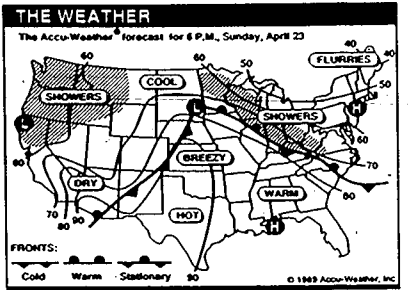 THE WEATHER
The Accu-Weather® forecast for 6 P.M., Sunday, April 23
60
COOL
50
50
FLURRIES
40
40
SHOWERS
L
SHOWERS
H
L
60
60
BREEZY
70
DRY
80
70
80
90
HOT
WARM
H
FRONTS:
Cold Warm Stationary
90
© 1989 Accu-Weather, Inc